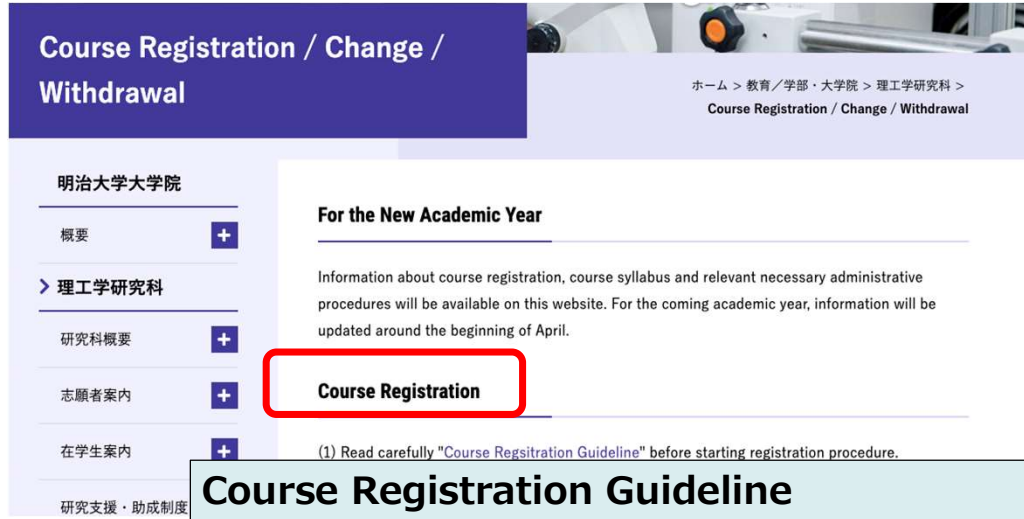 Course Registration / Change /
Withdrawal
ホーム > 教育／学部・大学院 > 理工学研究科 >
Course Registration / Change / Withdrawal
明治大学大学院
概要
理工学研究科
研究科概要
志願者案内
在学生案内
研究支援・助成制度
For the New Academic Year
Information about course registration, course syllabus and relevant necessary administrative
procedures will be available on this website. For the coming academic year, information will be
updated around the beginning of April.
Course Registration
(1) Read carefully "Course Regsitration Guideline" before starting registration procedure.
Course Registration Guideline